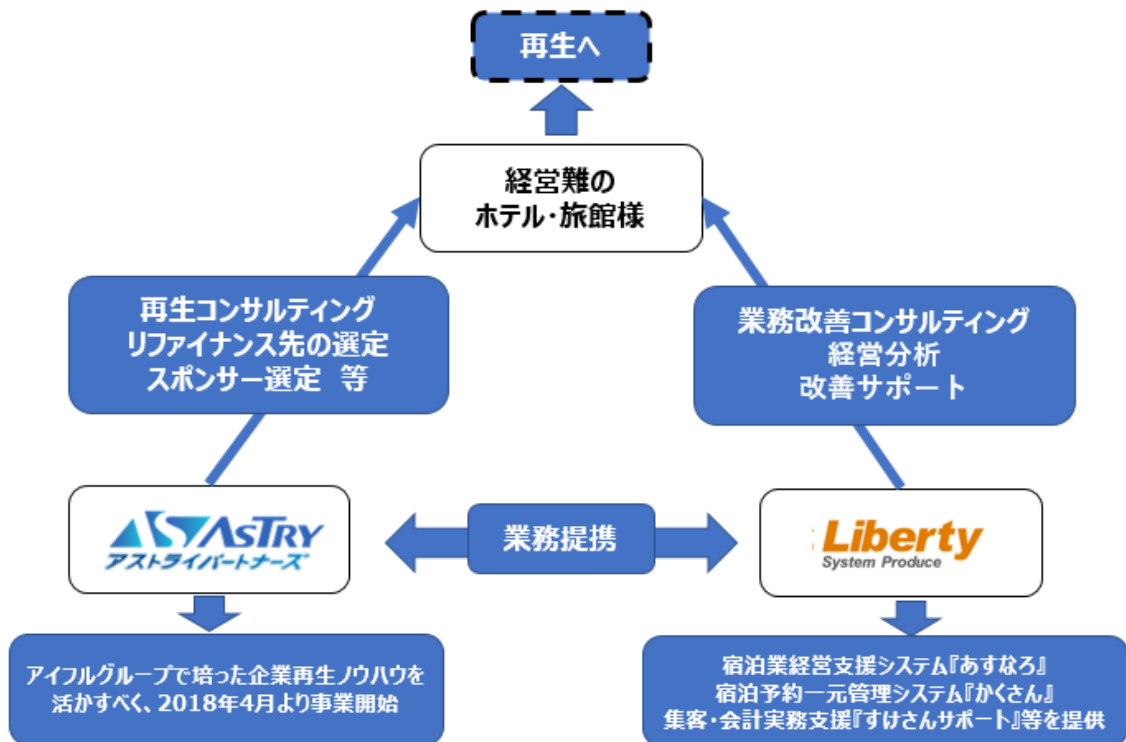 再生へ
経営難の
ホテル・旅館様
再生コンサルティング
リファイナンス先の選定
スポンサー選定 等
業務改善コンサルティング
経営分析
改善サポート
ASTRY
アストライパートナーズ
業務提携
Liberty
System Produce
アイフルグループで培った企業再生ノウハウを
活かすべく、2018年4月より事業開始
宿泊業経営支援システム『あすなろ』
宿泊予約一元管理システム『かくさん』
集客・会計実務支援『すけさんサポート』等を提供